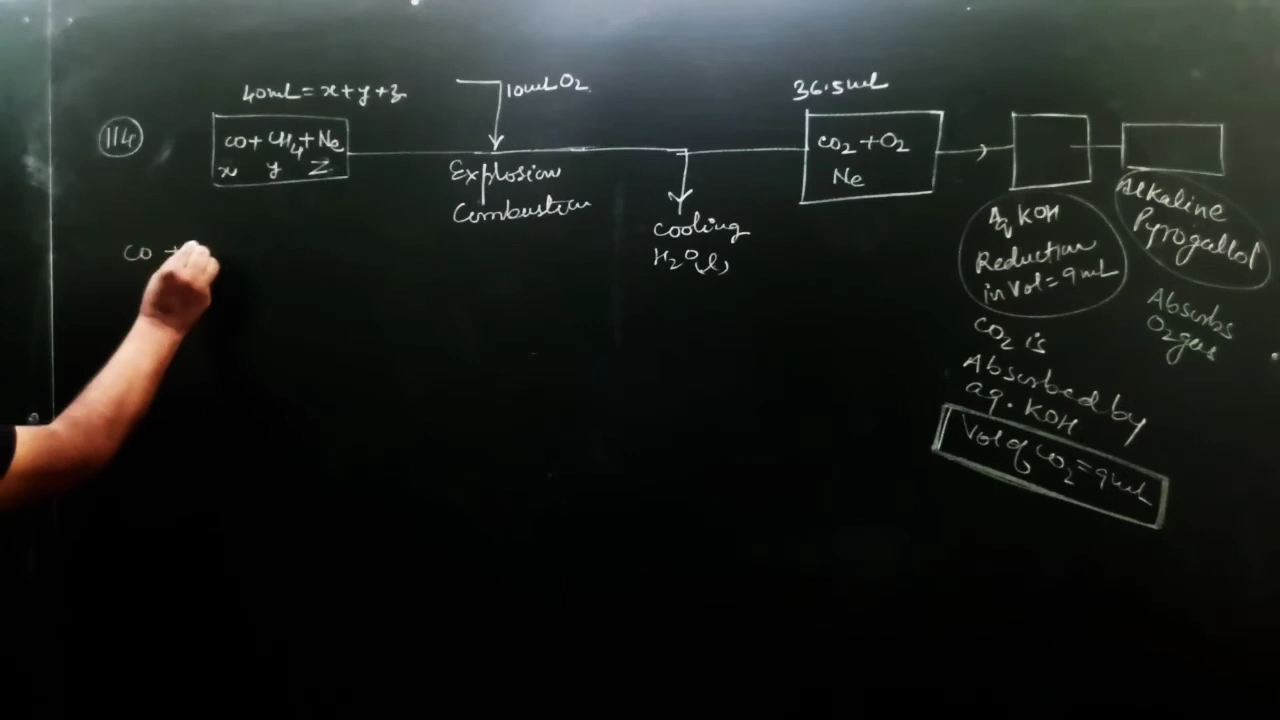 40mL = x+y+z
10mL O2
36.5mL
114
CO + CH4 + Ne
x y z
Explosion
Combustion
cooling
H2O(l)
CO2 + O2
Ne
Aq KOH
Reduction
in Vol = 9mL
CO2 is
Absorbed by
aq. KOH
Vol of CO2 = 9mL
Alkaline
Pyrogallol
Absorbs
O2 gas
CO +